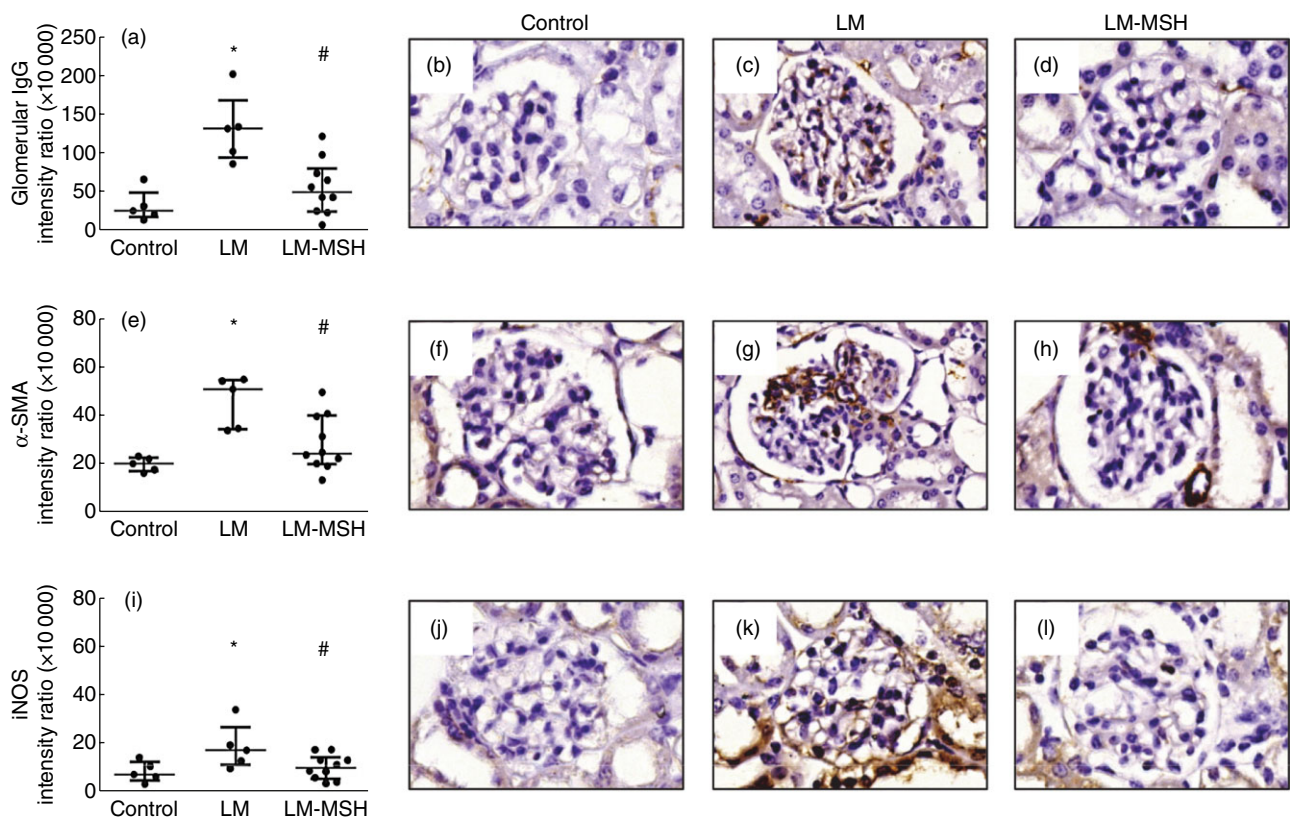 Control
LM
LM-MSH
Glomerular IgG
intensity ratio (×10 000)
250
200
150
100
50
0
(a)
*
#
Control
LM
LM-MSH
(b)
(c)
(d)
α-SMA
intensity ratio (×10 000)
80
60
40
20
0
(e)
*
#
Control
LM
LM-MSH
(f)
(g)
(h)
iNOS
intensity ratio (×10 000)
80
60
40
20
0
(i)
*
#
Control
LM
LM-MSH
(j)
(k)
(l)